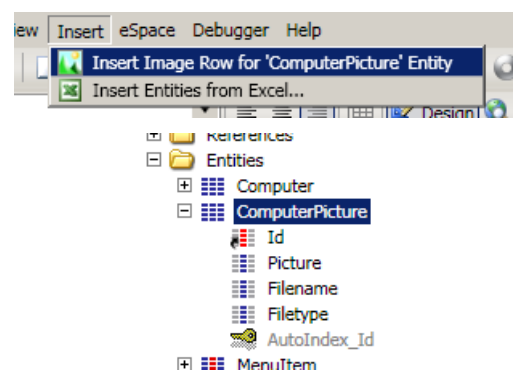 iew Insert eSpace Debugger Help
Insert Image Row for 'ComputerPicture' Entity
Insert Entities from Excel...
Design
References
Entities
Computer
ComputerPicture
Id
Picture
Filename
Filetype
AutoIndex_Id
MenuItem